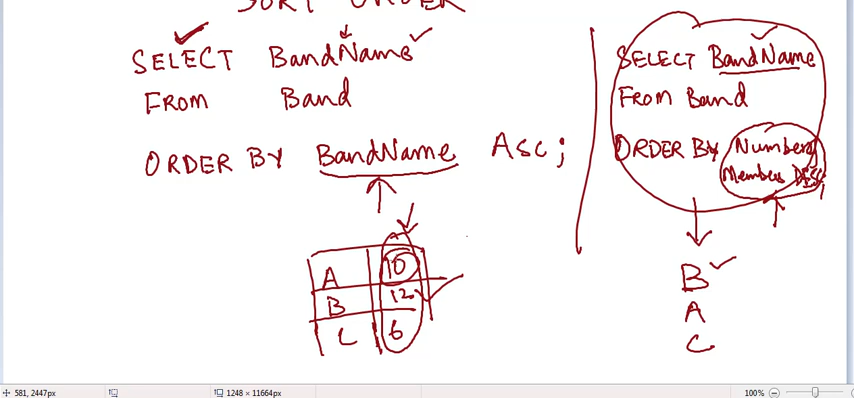 SORT ORDER
SELECT BandName
FROM Band
ORDER BY BandName Asc;
A 10
B 12
C 6
SELECT BandName
FROM Band
ORDER BY Numberof
Members DESC
B
A
C
581, 2447px
1248 × 11664px
100%